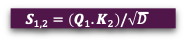 S₁,₂ = (Q₁.K₂)/√D